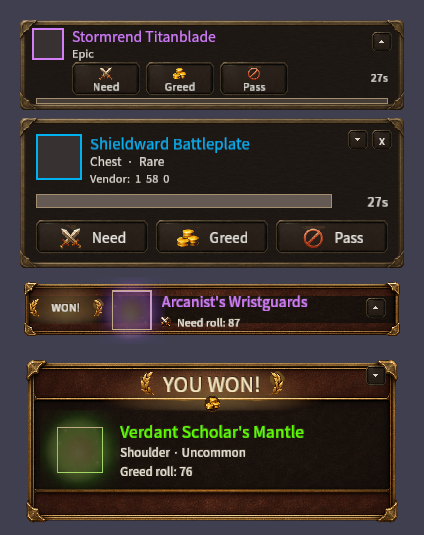 Stormrend Titanblade
Epic
Need Greed Pass
27s
Shieldward Battleplate
x
Chest · Rare
Vendor: 1 58 0
27s
Need Greed Pass
WON!
Arcanist's Wristguards
Need roll: 87
YOU WON!
Verdant Scholar's Mantle
Shoulder · Uncommon
Greed roll: 76